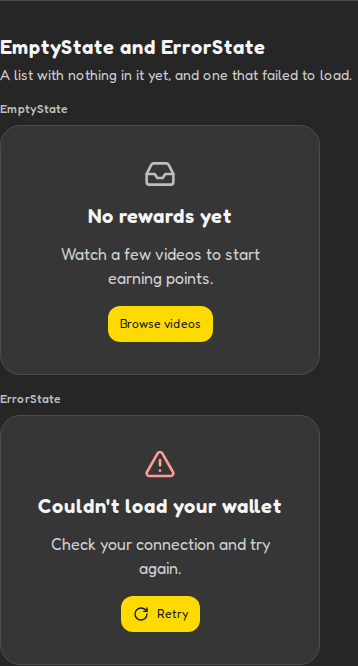 EmptyState and ErrorState
A list with nothing in it yet, and one that failed to load.
EmptyState
No rewards yet
Watch a few videos to start
earning points.
Browse videos
ErrorState
Couldn't load your wallet
Check your connection and try
again.
Retry